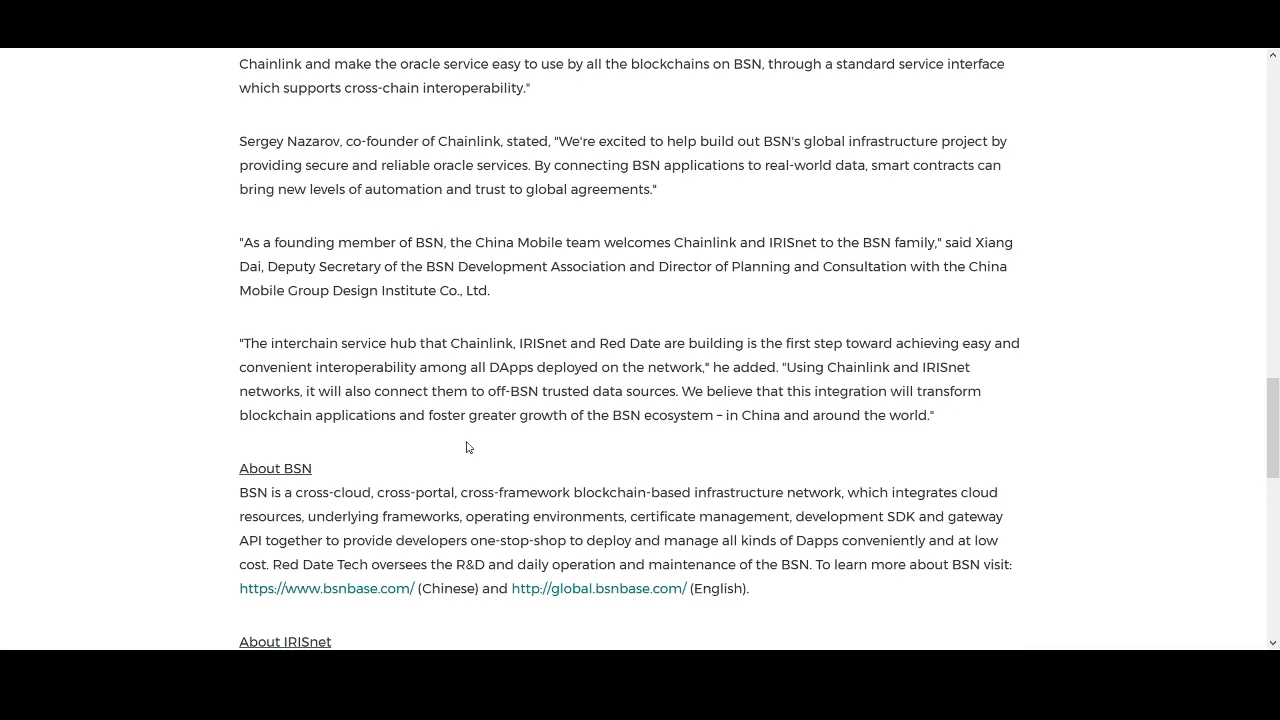 Chainlink and make the oracle service easy to use by all the blockchains on BSN, through a standard service interface
which supports cross-chain interoperability."
Sergey Nazarov, co-founder of Chainlink, stated, "We're excited to help build out BSN's global infrastructure project by
providing secure and reliable oracle services. By connecting BSN applications to real-world data, smart contracts can
bring new levels of automation and trust to global agreements."
"As a founding member of BSN, the China Mobile team welcomes Chainlink and IRISnet to the BSN family," said Xiang
Dai, Deputy Secretary of the BSN Development Association and Director of Planning and Consultation with the China
Mobile Group Design Institute Co., Ltd.
"The interchain service hub that Chainlink, IRISnet and Red Date are building is the first step toward achieving easy and
convenient interoperability among all DApps deployed on the network," he added. "Using Chainlink and IRISnet
networks, it will also connect them to off-BSN trusted data sources. We believe that this integration will transform
blockchain applications and foster greater growth of the BSN ecosystem – in China and around the world."
About BSN
BSN is a cross-cloud, cross-portal, cross-framework blockchain-based infrastructure network, which integrates cloud
resources, underlying frameworks, operating environments, certificate management, development SDK and gateway
API together to provide developers one-stop-shop to deploy and manage all kinds of Dapps conveniently and at low
cost. Red Date Tech oversees the R&D and daily operation and maintenance of the BSN. To learn more about BSN visit:
https://www.bsnbase.com/ (Chinese) and http://global.bsnbase.com/ (English).
About IRISnet